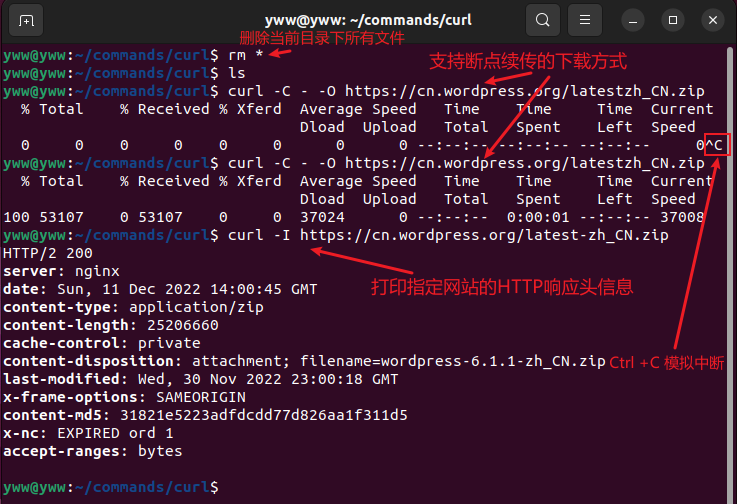 yww@yww: ~/commands/curl
删除当前目录下所有文件
yww@yww:~/commands/curl$ rm *
yww@yww:~/commands/curl$ ls
支持断点续传的下载方式
yww@yww:~/commands/curl$ curl -C - -O https://cn.wordpress.org/latestzh_CN.zip
% Total % Received % Xferd Average Speed Time Time Time Current
Dload Upload Total Spent Left Speed
0 0 0 0 0 0 0 0 --:--:-- --:--:-- --:--:-- 0^C
yww@yww:~/commands/curl$ curl -C - -O https://cn.wordpress.org/latestzh_CN.zip
% Total % Received % Xferd Average Speed Time Time Time Current
Dload Upload Total Spent Left Speed
100 53107 0 53107 0 0 37024 0 --:--:-- 0:00:01 --:--:-- 37008
yww@yww:~/commands/curl$ curl -I https://cn.wordpress.org/latest-zh_CN.zip
HTTP/2 200
server: nginx
date: Sun, 11 Dec 2022 14:00:45 GMT
打印指定网站的HTTP响应头信息
content-type: application/zip
content-length: 25206660
cache-control: private
content-disposition: attachment; filename=wordpress-6.1.1-zh_CN.zip
Ctrl +C 模拟中断
last-modified: Wed, 30 Nov 2022 23:00:18 GMT
x-frame-options: SAMEORIGIN
content-md5: 31821e5223adfdcdd77d826aa1f311d5
x-nc: EXPIRED ord 1
accept-ranges: bytes
yww@yww:~/commands/curl$